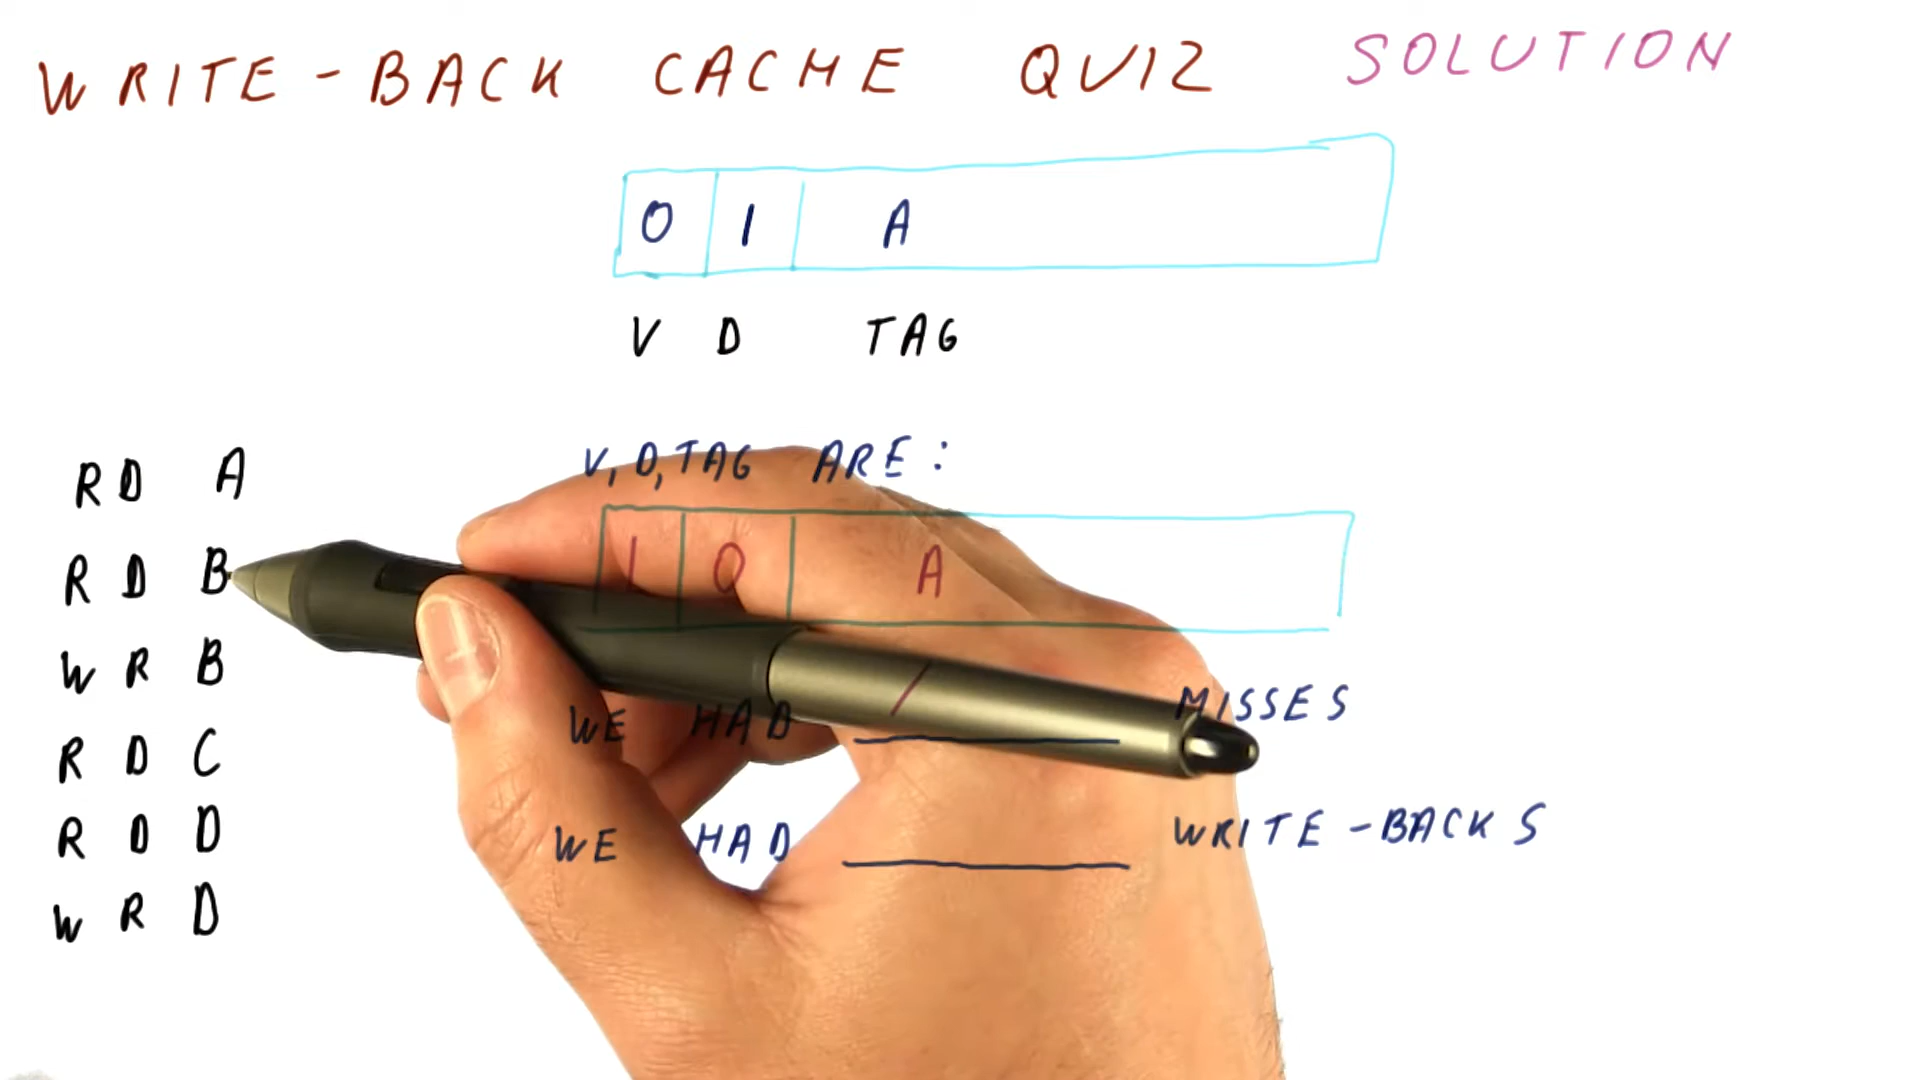 WRITE-BACK CACHE QUIZ SOLUTION
0 1 A
V D TAG
RD A
RD B
WR B
RD C
RD D
WR D
V, D, TAG ARE:
1 0 A
WE HAD / MISSES
WE HAD WRITE-BACKS